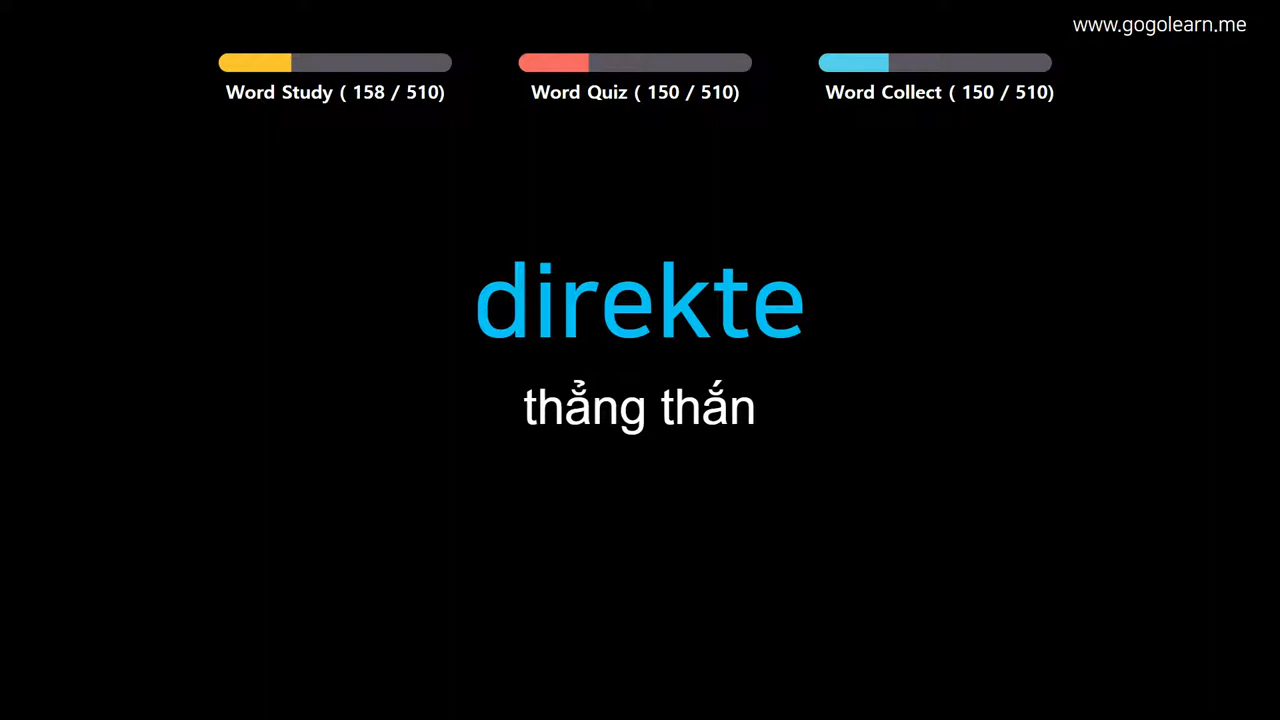 www.gogolearn.me
Word Study ( 158 / 510)
Word Quiz ( 150 / 510)
Word Collect ( 150 / 510)
direkte
thẳng thắn